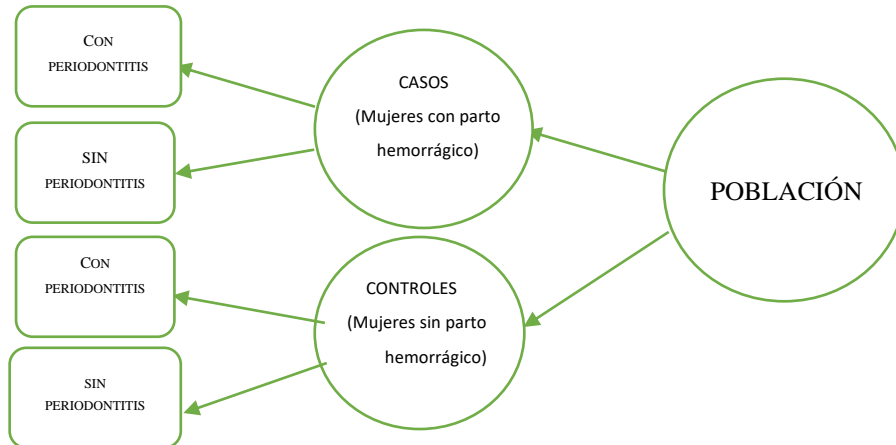 CON
PERIODONTITIS
SIN
PERIODONTITIS
CON
PERIODONTITIS
SIN
PERIODONTITIS
CASOS
(Mujeres con parto
hemorrágico)
CONTROLES
(Mujeres sin parto
hemorrágico)
POBLACIÓN